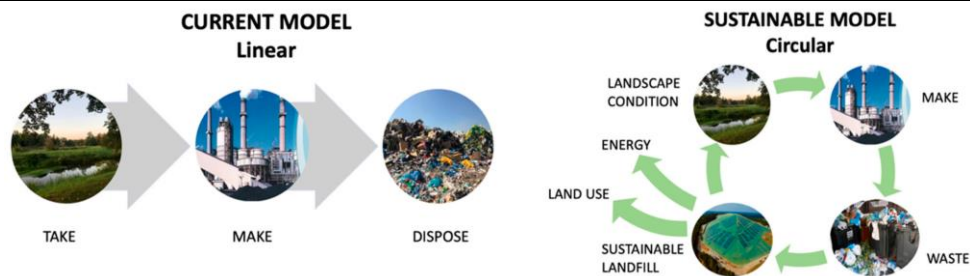 CURRENT MODEL
Linear
TAKE
MAKE
DISPOSE
SUSTAINABLE MODEL
Circular
LANDSCAPE
CONDITION
MAKE
ENERGY
LAND USE
SUSTAINABLE
LANDFILL
WASTE